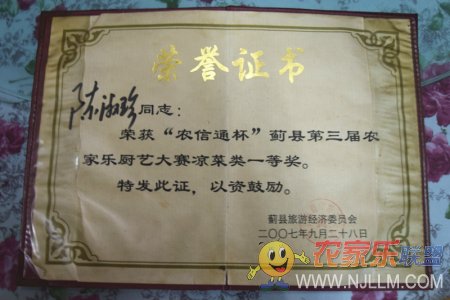 荣誉证书
陈淑珍同志：
荣获“农信通杯”蓟县第三届农
家乐厨艺大赛凉菜类一等奖。
特发此证，以资鼓励。
蓟县旅游经济委员会
二〇〇七年九月二十八日
农家乐联盟
WWW.NJLLM.COM